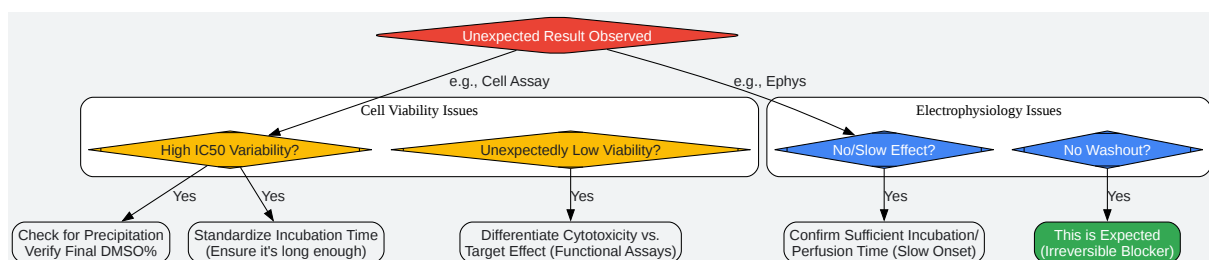 Unexpected Result Observed
e.g., Cell Assay
e.g., Ephys
Cell Viability Issues
Electrophysiology Issues
High IC50 Variability?
Unexpectedly Low Viability?
No/Slow Effect?
No Washout?
Yes
Yes
Yes
Yes
Yes
Check for Precipitation
Verify Final DMSO%
Standardize Incubation Time
(Ensure it's long enough)
Differentiate Cytotoxicity vs.
Target Effect (Functional Assays)
Confirm Sufficient Incubation/
Perfusion Time (Slow Onset)
This is Expected
(Irreversible Blocker)